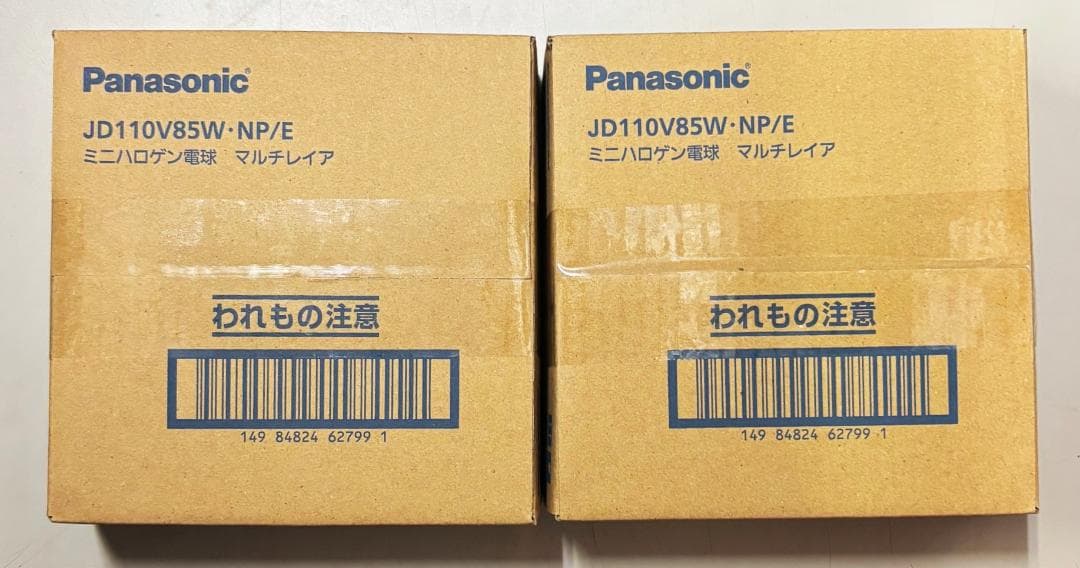 Panasonic®
JD110V85W・NP/E
ミニハロゲン電球 マルチレイア
われもの注意
149 84824 62799 1
Panasonic®
JD110V85W・NP/E
ミニハロゲン電球 マルチレイア
われもの注意
149 84824 62799 1